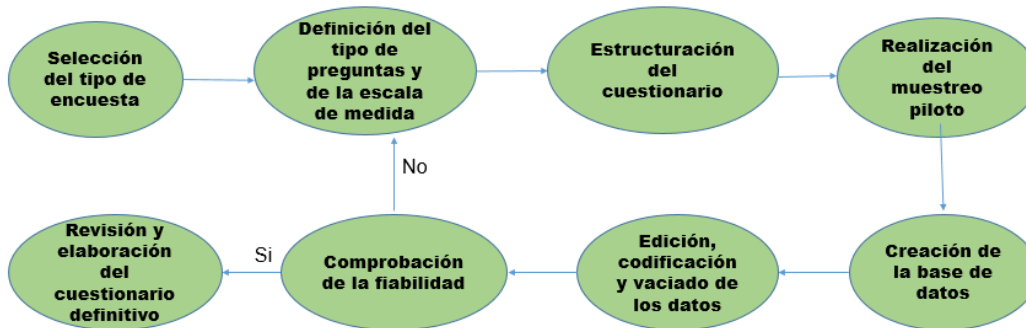 Selección
del tipo de
encuesta
Definición del
tipo de
preguntas y
de la escala
de medida
Estructuración
del
cuestionario
Realización
del
muestreo
piloto
No
Revisión y
elaboración
del
cuestionario
definitivo
Si
Comprobación
de la fiabilidad
Edición,
codificación
y vaciado de
los datos
Creación de
la base de
datos